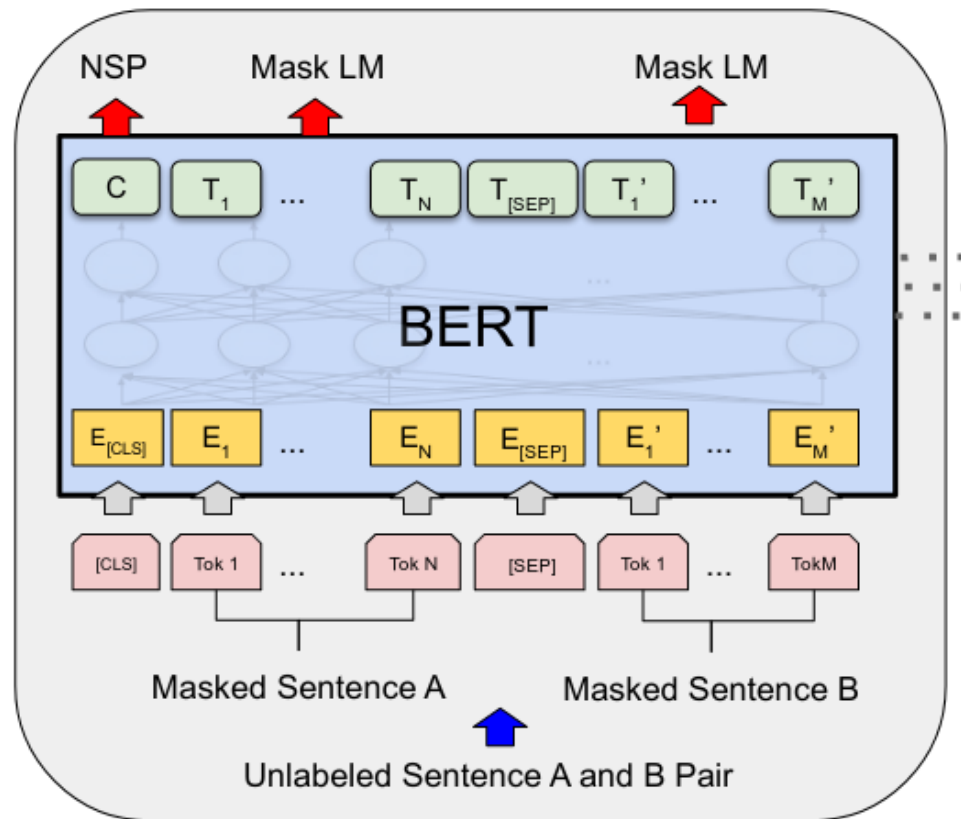 NSP Mask LM Mask LM
C T1 ... TN T[SEP] T1' ... TM'
...
BERT
...
E[CLS] E1 ... EN E[SEP] E1' ... EM'
[CLS] Tok 1 ... Tok N [SEP] Tok 1 ... TokM
Masked Sentence A Masked Sentence B
Unlabeled Sentence A and B Pair